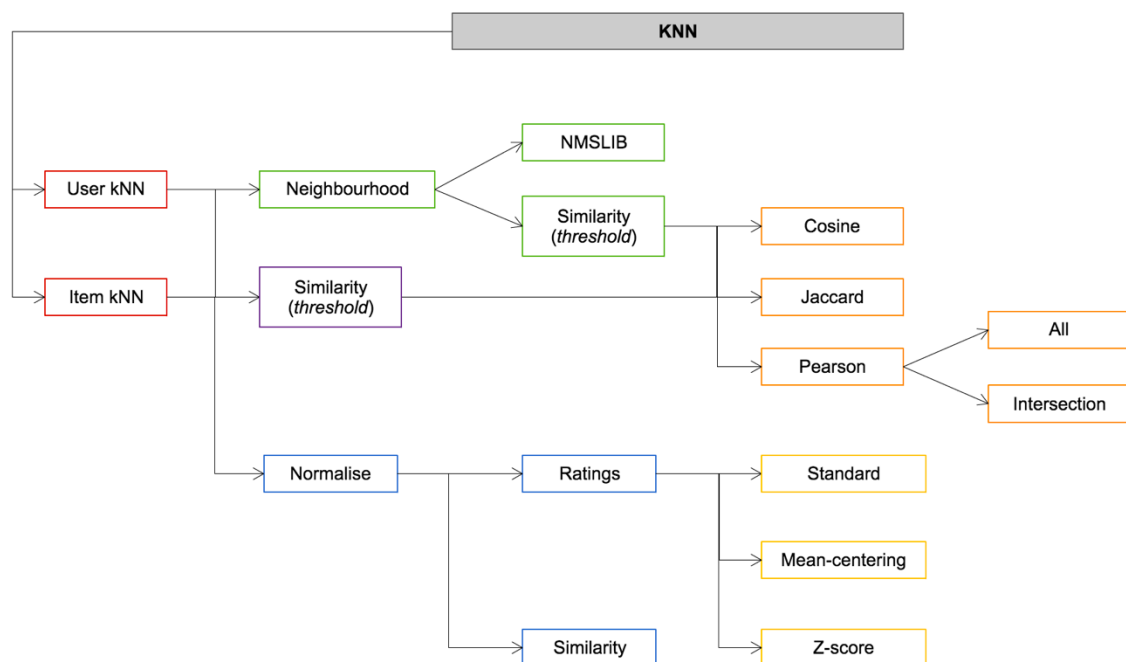 KNN
NMSLIB
User kNN
Neighbourhood
Similarity
(threshold)
Cosine
Item kNN
Similarity
(threshold)
Jaccard
All
Pearson
Intersection
Normalise
Ratings
Standard
Mean-centering
Similarity
Z-score